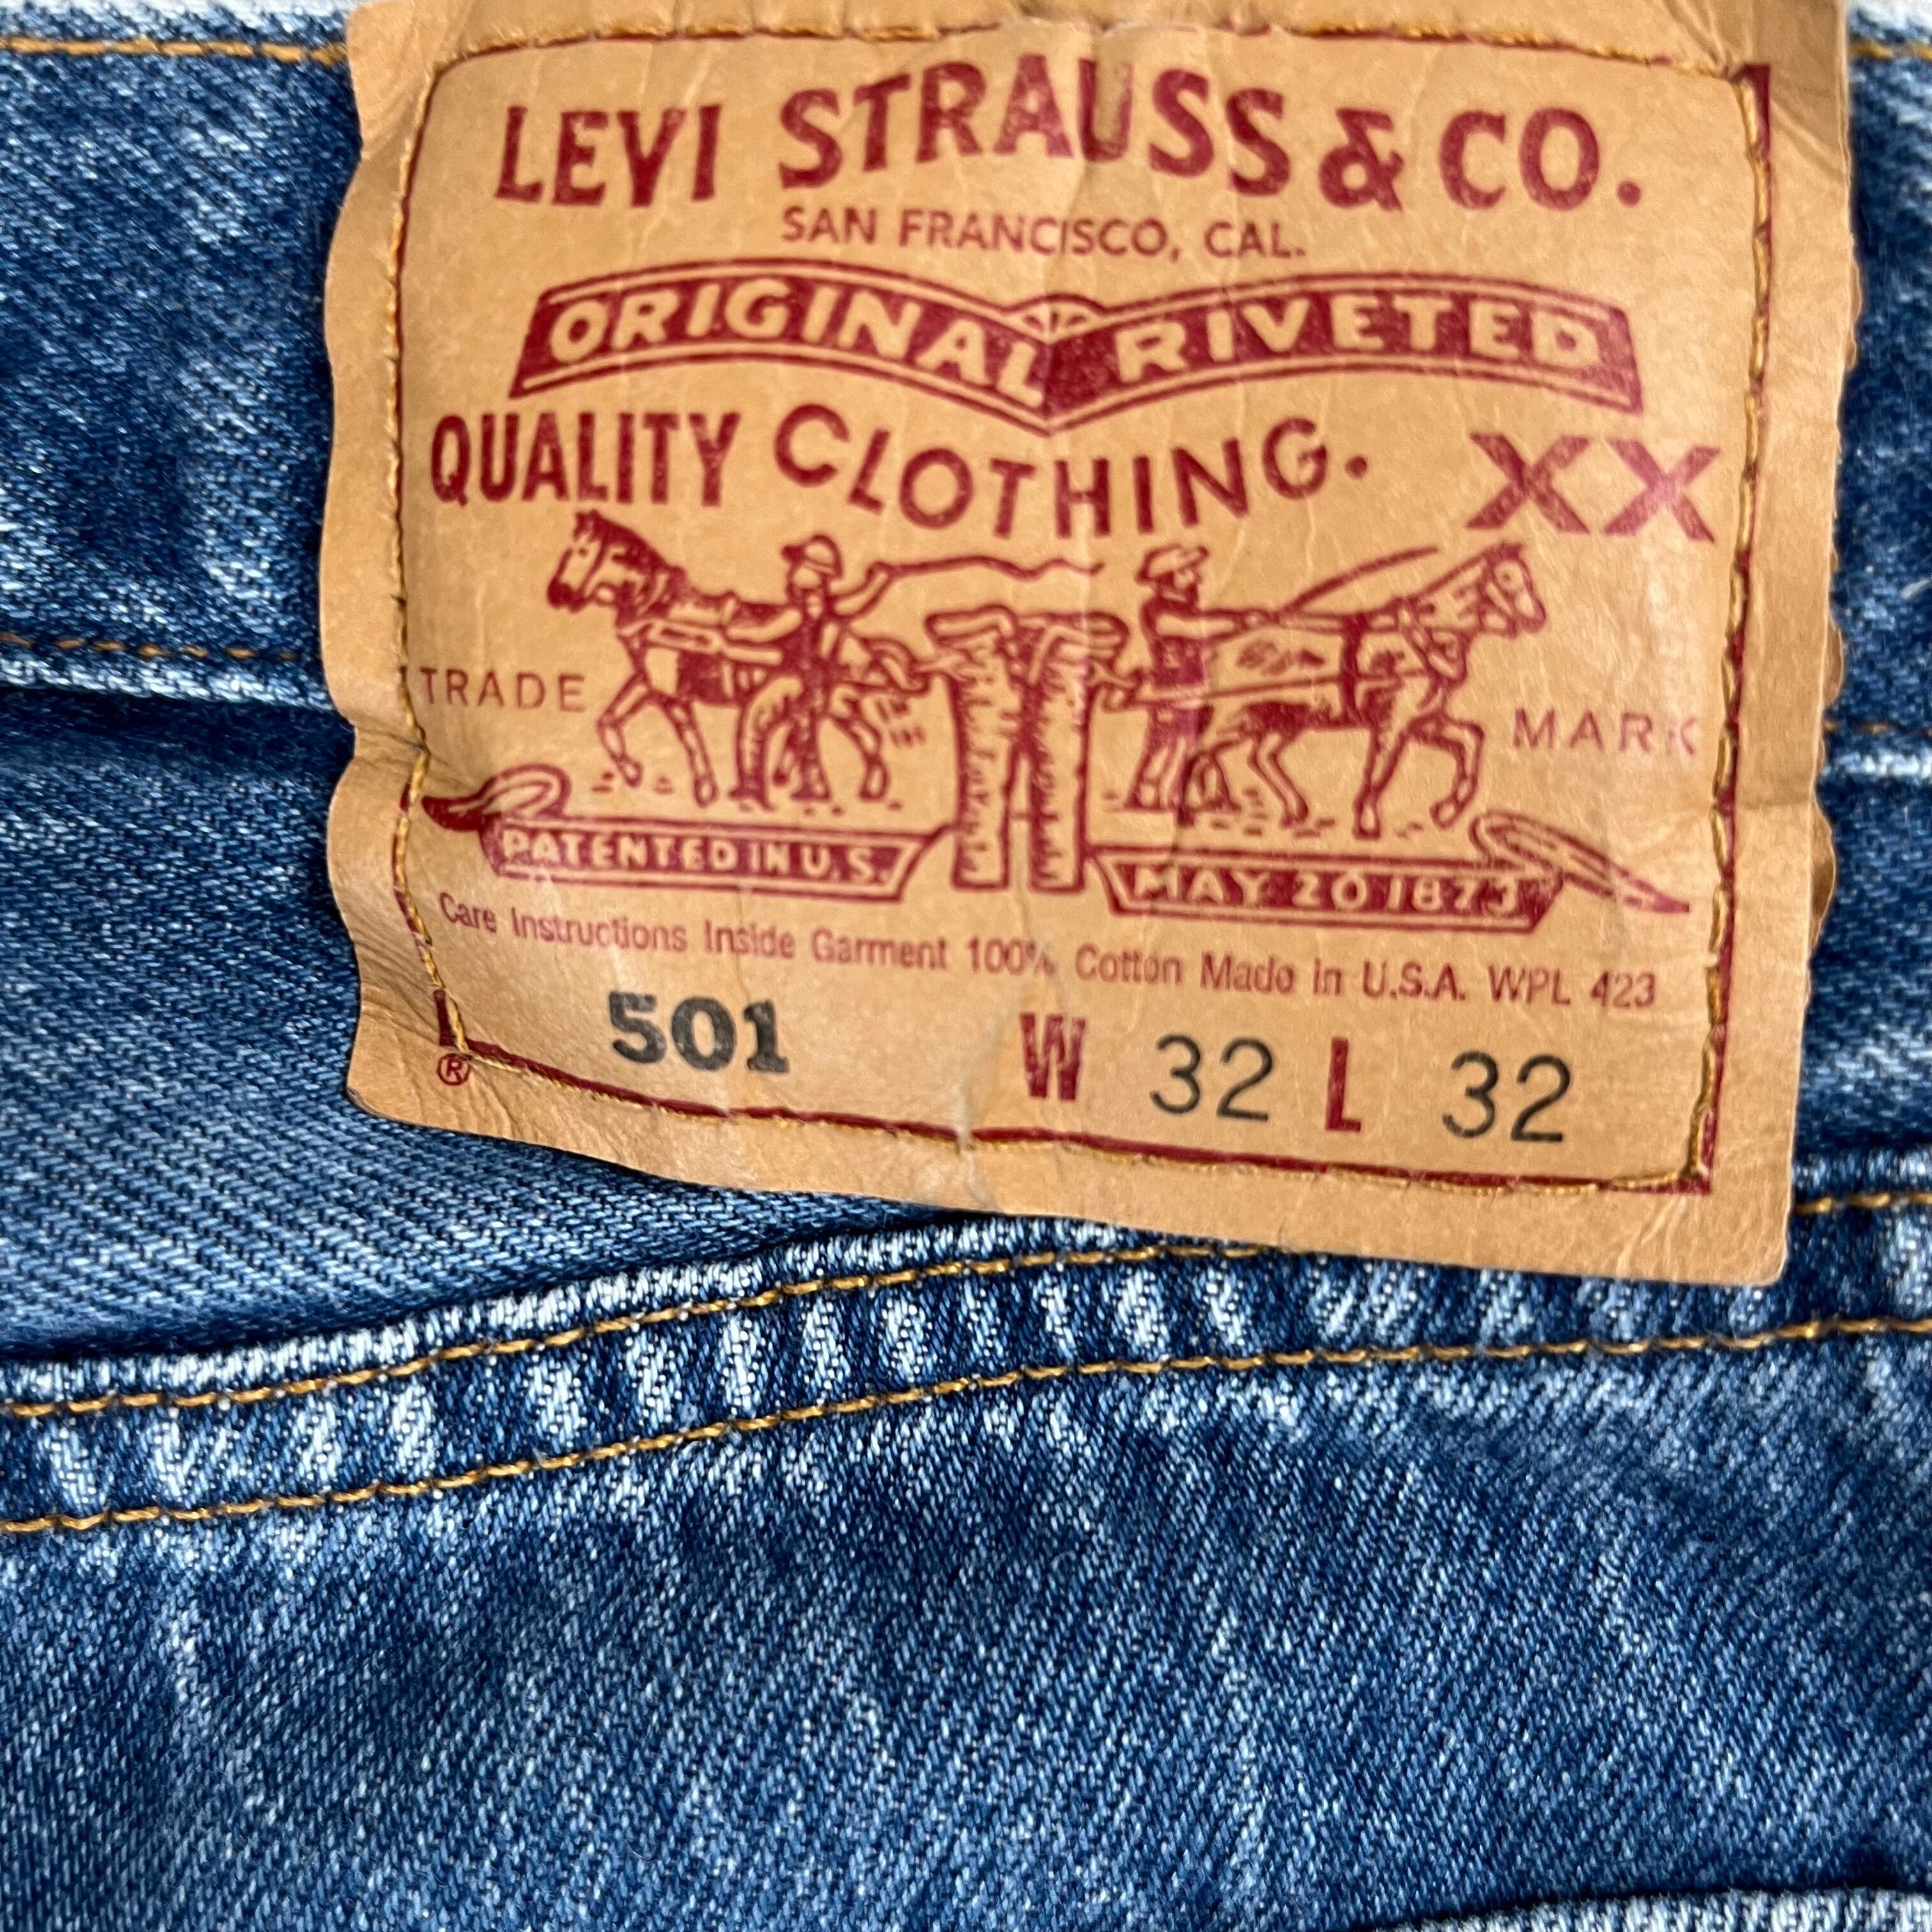 LEVI STRAUSS & CO.
SAN FRANCISCO, CAL.
ORIGINAL RIVETED
QUALITY CLOTHING. XX
TRADE MARK
PATENTED IN U.S. MAY 20 1873
Care Instructions Inside Garment 100% Cotton Made in U.S.A. WPL 423
501 W 32 L 32
®